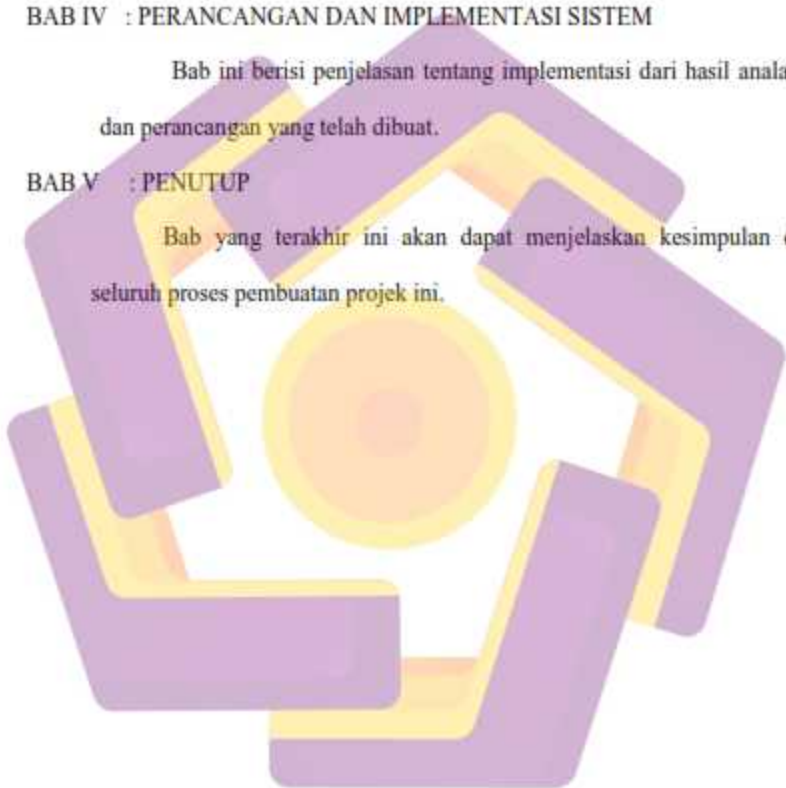 BAB IV : PERANCANGAN DAN IMPLEMENTASI SISTEM
Bab ini berisi penjelasan tentang implementasi dari hasil
dan perancangan yang telah dibuat.
BAB V : PENUTUP
Bab yang terakhir ini akan dapat menjelaskan kesimpulan
seluruh proses pembuatan projek ini.